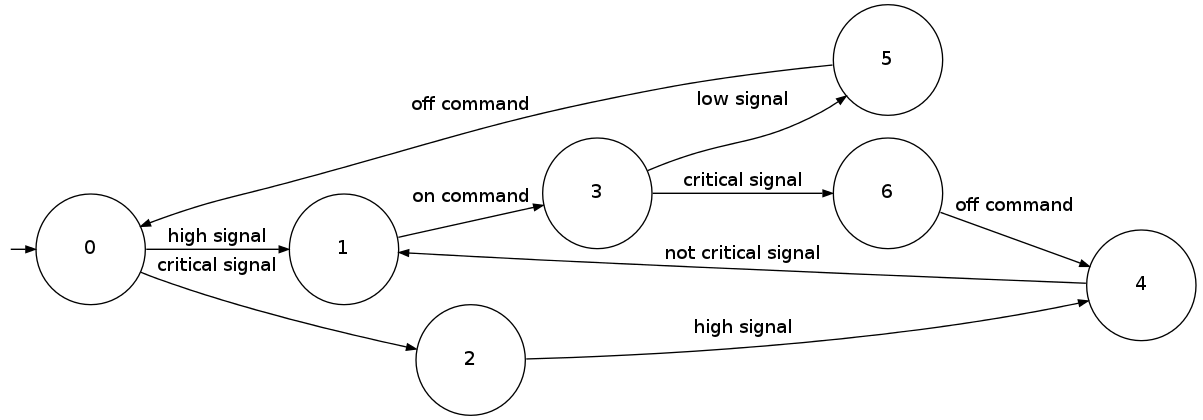 5
low signal
off command
critical signal
3
6
on command
off command
high signal
0
1
not critical signal
critical signal
4
high signal
2